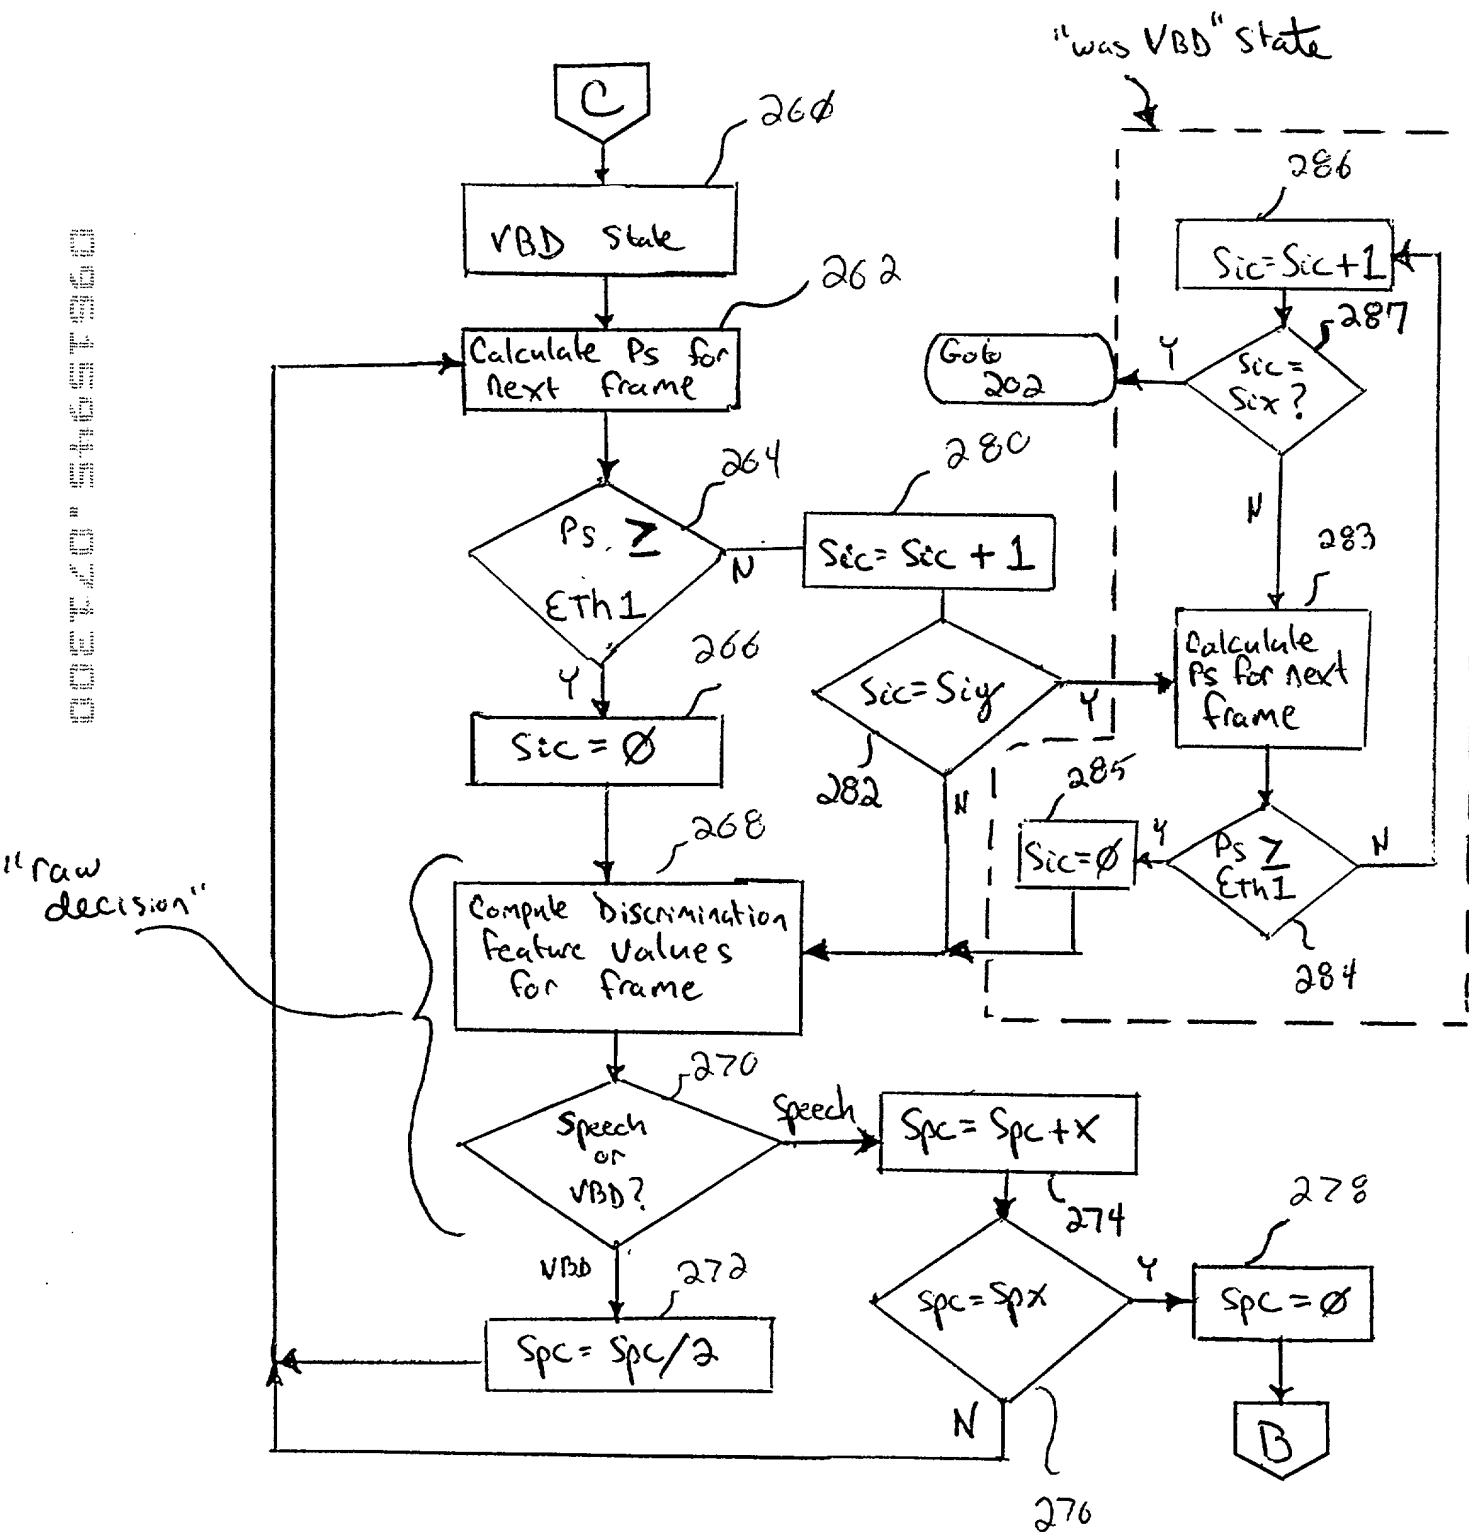 "was VBD" state
C
260
VBD State
262
Calculate Ps for
next frame
264
Ps ≥
ETh1
N
Y
280
Sic = Sic + 1
266
Sic = Ø
Sic = Siy
Y
282
N
286
Sic = Sic + 1
287
Sic =
Six ?
Y
Goto
202
N
283
Calculate
Ps for next
frame
285
Sic = Ø
Y
Ps ≥
Eth1
N
284
"raw
decision"
268
Compute Discrimination
feature values
for frame
270
Speech
or
VBD?
Speech
VBD
272
Spc = Spc/2
Spc = Spc + x
274
Spc = Spx
Y
N
276
278
Spc = Ø
B